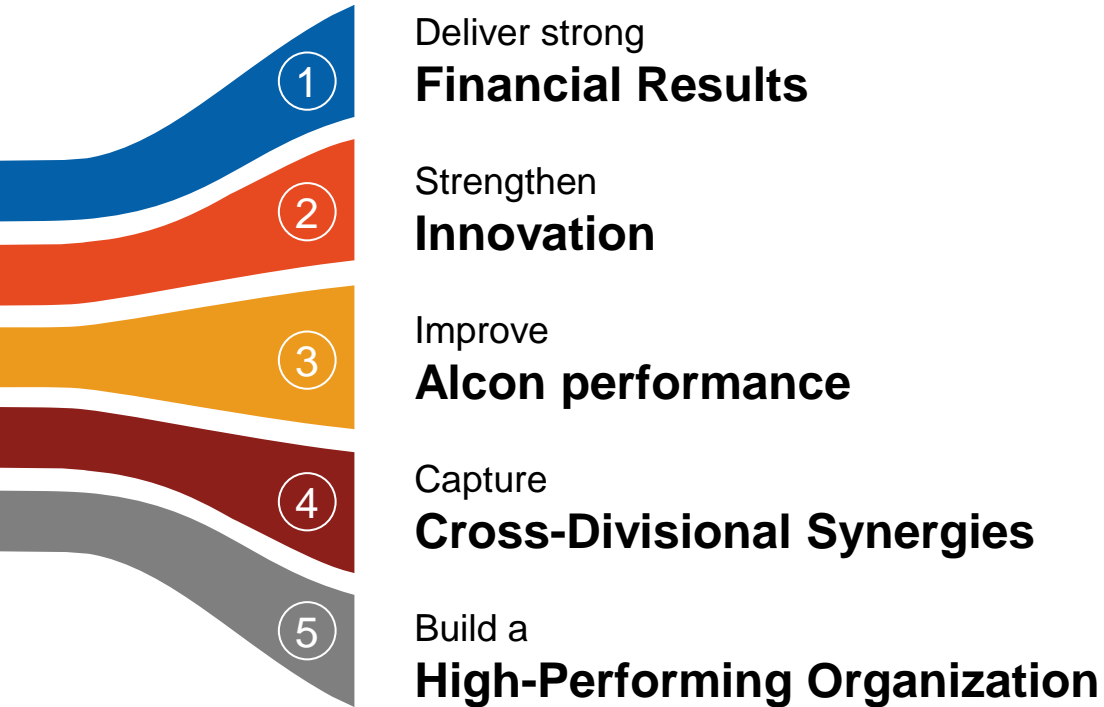 1
Deliver strong
Financial Results
2
Strengthen
Innovation
3
Improve
Alcon performance
4
Capture
Cross-Divisional Synergies
5
Build a
High-Performing Organization